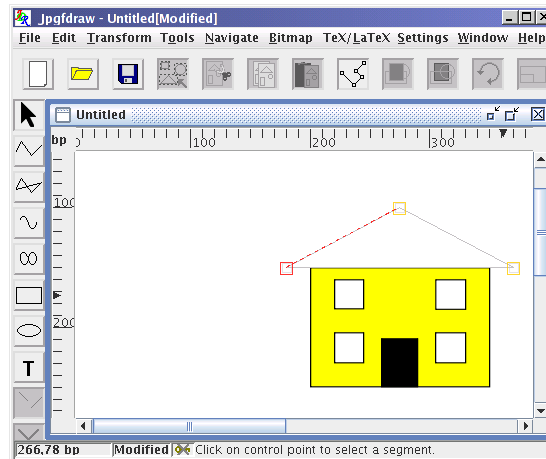 Jpgfdraw - Untitled[Modified]
File Edit Transform Tools Navigate Bitmap TeX/LaTeX Settings Window Help
Untitled
bp 0 100 200 300
100
200
T
266,78 bp Modified Click on control point to select a segment.